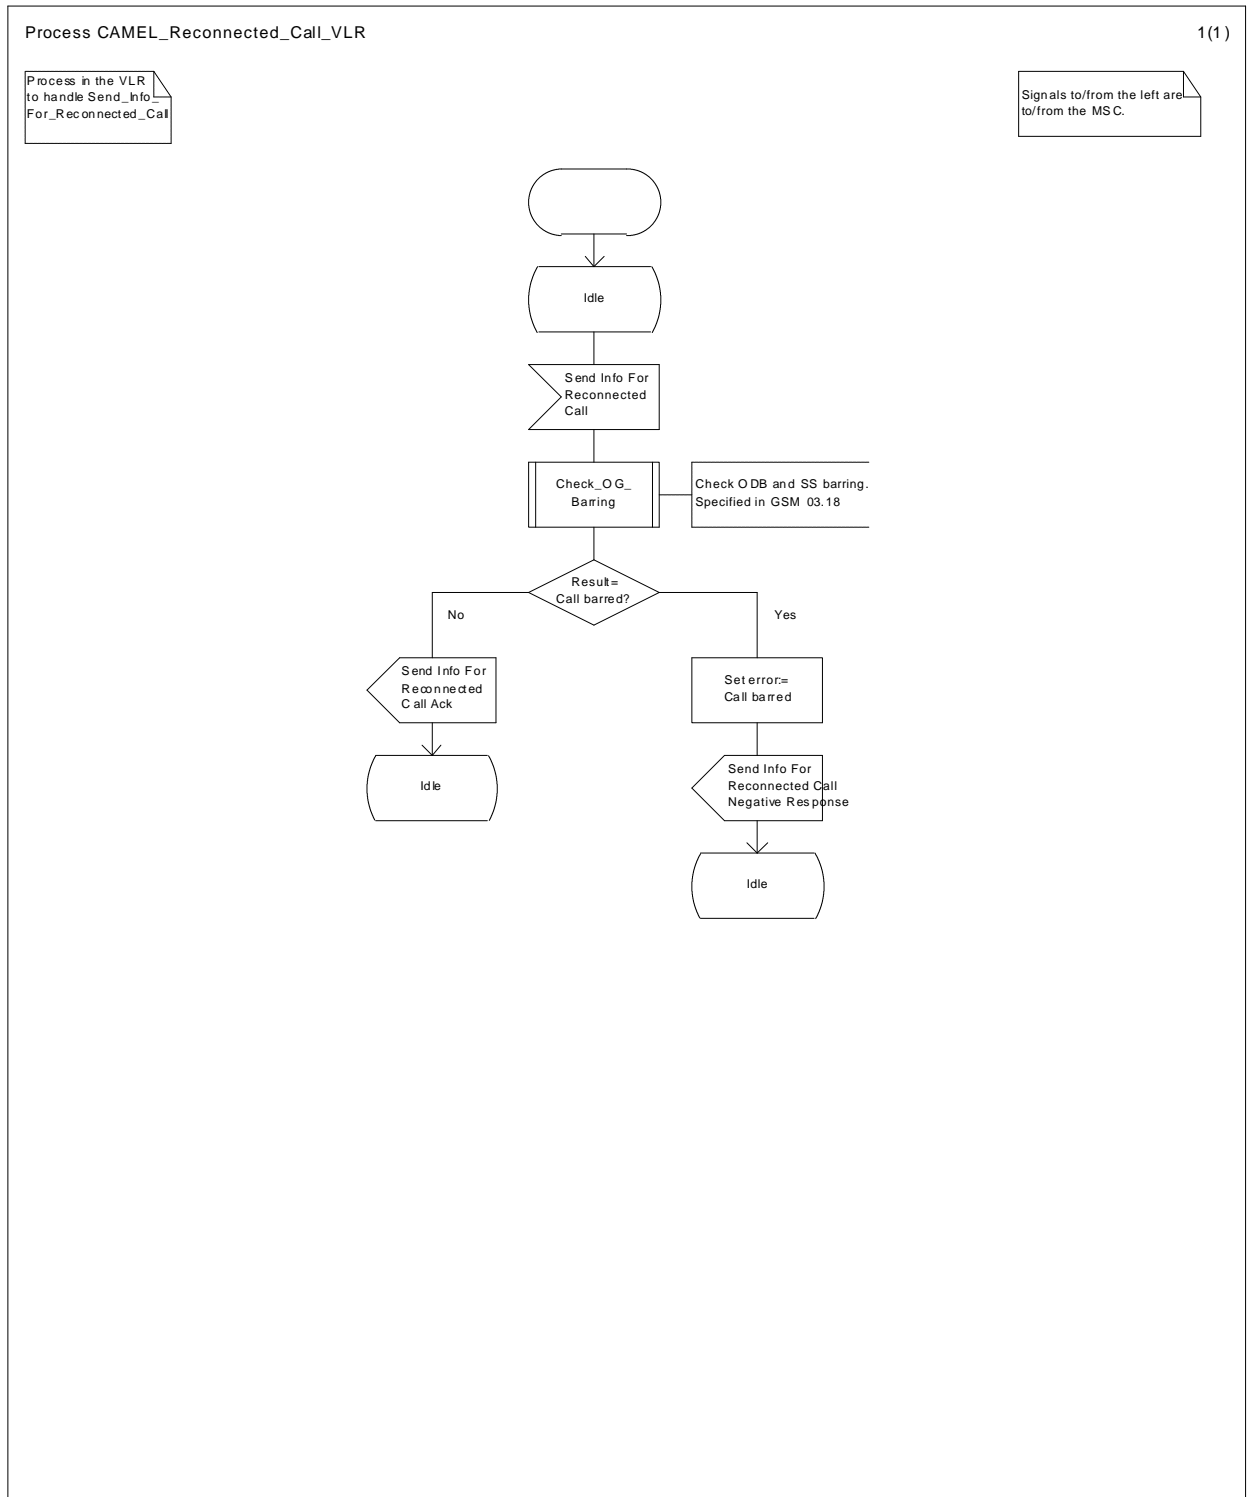 Process CAMEL_Reconnected_Call_VLR
1(1)
Process in the VLR
to handle Send_Info_
For_Reconnected_Call
Signals to/from the left are
to/from the MSC.
Idle
Send Info For
Reconnected
Call
Check_OG_
Barring
Check ODB and SS barring.
Specified in GSM 03.18
Result=
Call barred?
No
Yes
Send Info For
Reconnected
Call Ack
Set error:=
Call barred
Idle
Send Info For
Reconnected Call
Negative Response
Idle